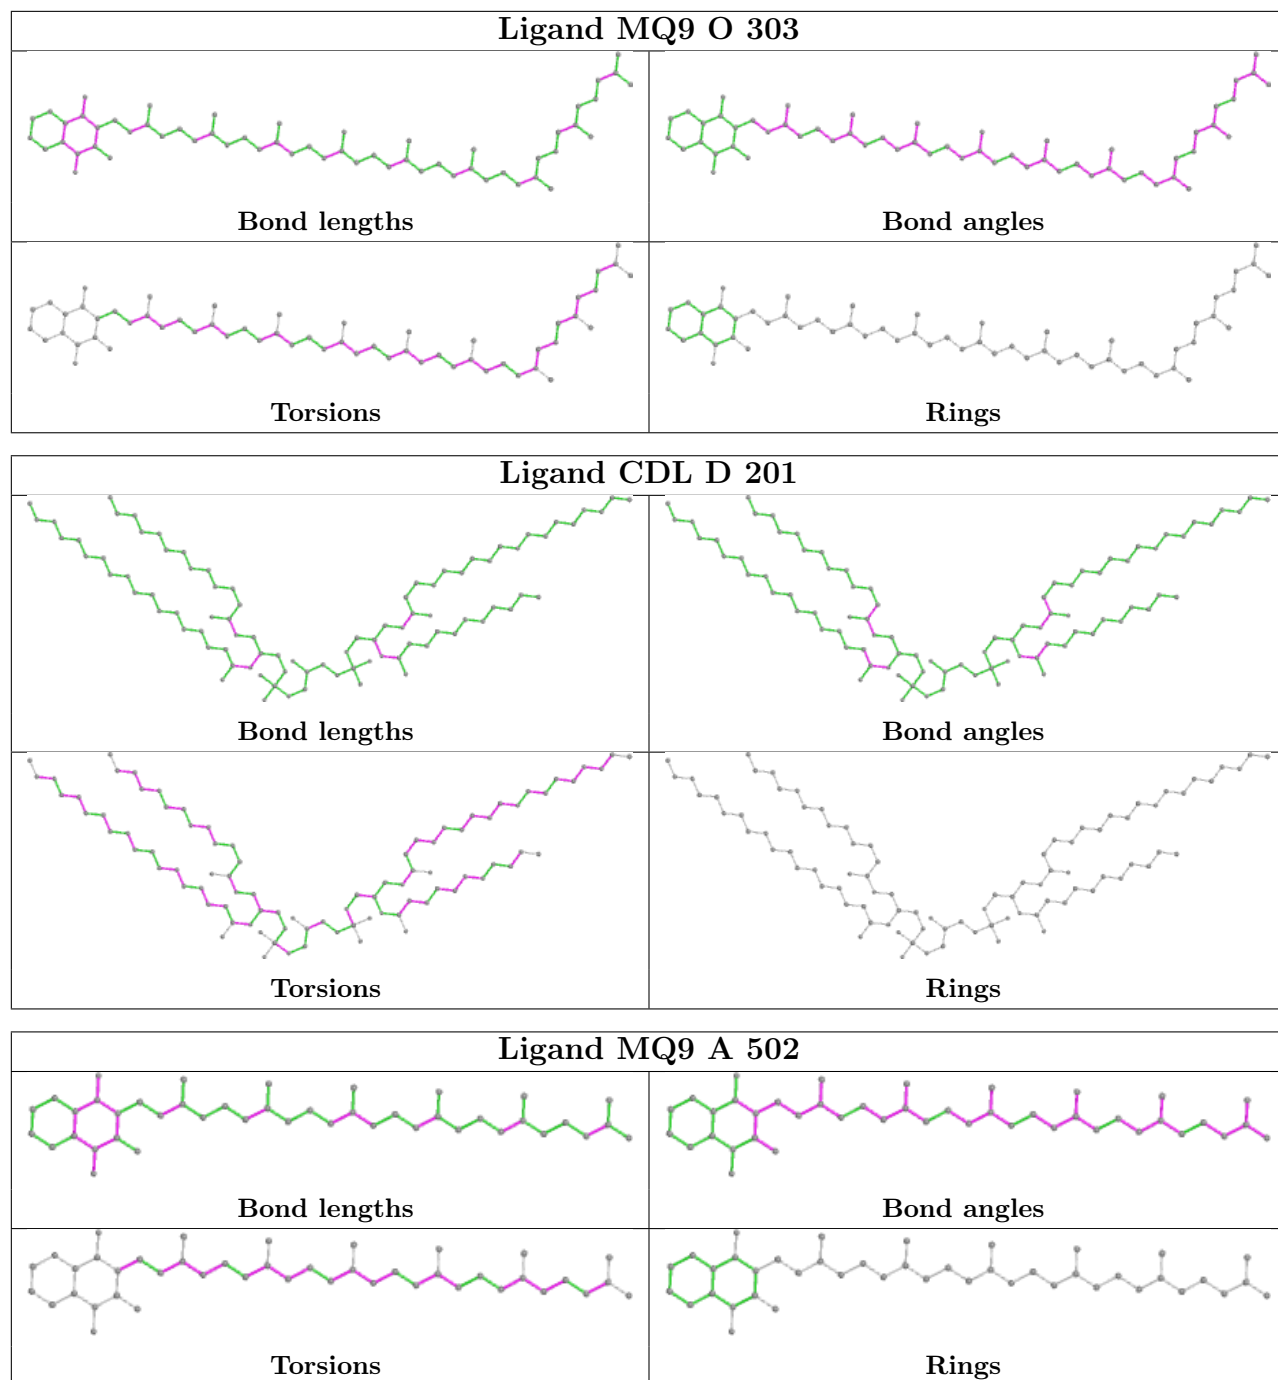 Ligand MQ9 O 303
Bond lengths
Bond angles
Torsions
Rings
Ligand CDL D 201
Bond lengths
Bond angles
Torsions
Rings
Ligand MQ9 A 502
Bond lengths
Bond angles
Torsions
Rings